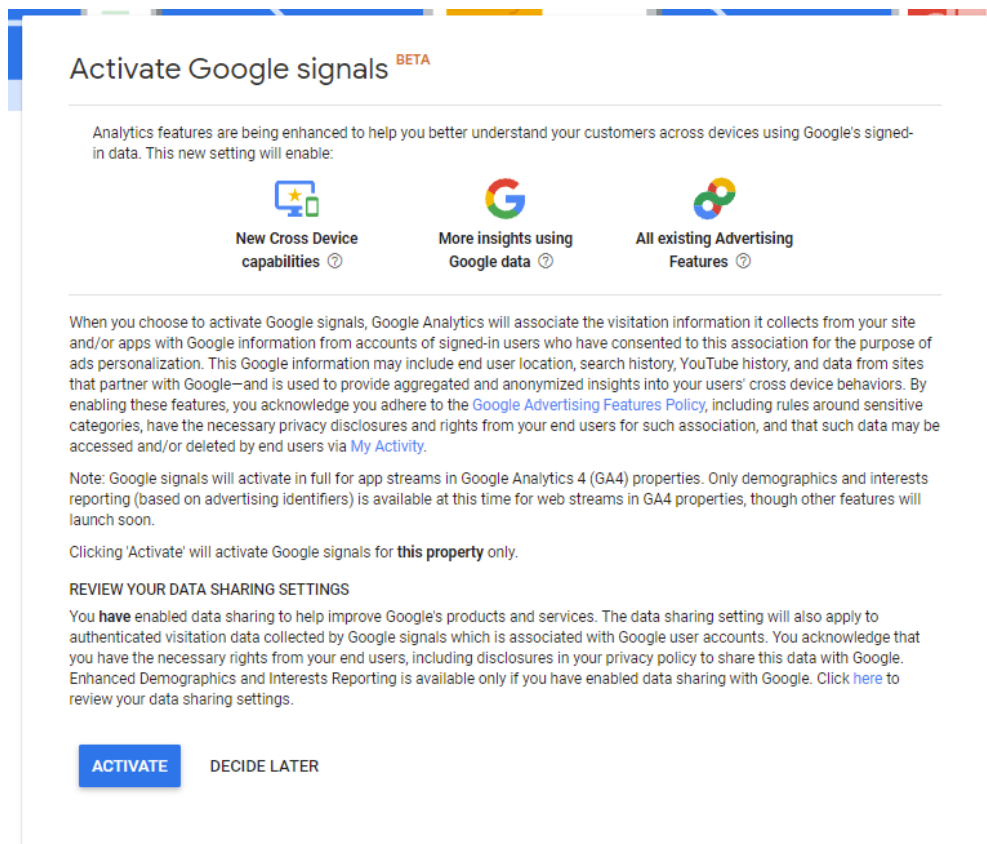 Activate Google signals BETA
Analytics features are being enhanced to help you better understand your customers across devices using Google's signed-
in data. This new setting will enable:
New Cross Device
capabilities
More insights using
Google data
All existing Advertising
Features
When you choose to activate Google signals, Google Analytics will associate the visitation information it collects from your site
and/or apps with Google information from accounts of signed-in users who have consented to this association for the purpose of
ads personalization. This Google information may include end user location, search history, YouTube history, and data from sites
that partner with Google—and is used to provide aggregated and anonymized insights into your users' cross device behaviors. By
enabling these features, you acknowledge you adhere to the Google Advertising Features Policy, including rules around sensitive
categories, have the necessary privacy disclosures and rights from your end users for such association, and that such data may be
accessed and/or deleted by end users via My Activity.
Note: Google signals will activate in full for app streams in Google Analytics 4 (GA4) properties. Only demographics and interests
reporting (based on advertising identifiers) is available at this time for web streams in GA4 properties, though other features will
launch soon.
Clicking 'Activate' will activate Google signals for this property only.
REVIEW YOUR DATA SHARING SETTINGS
You have enabled data sharing to help improve Google's products and services. The data sharing setting will also apply to
authenticated visitation data collected by Google signals which is associated with Google user accounts. You acknowledge that
you have the necessary rights from your end users, including disclosures in your privacy policy to share this data with Google.
Enhanced Demographics and Interests Reporting is available only if you have enabled data sharing with Google. Click here to
review your data sharing settings.
ACTIVATE
DECIDE LATER